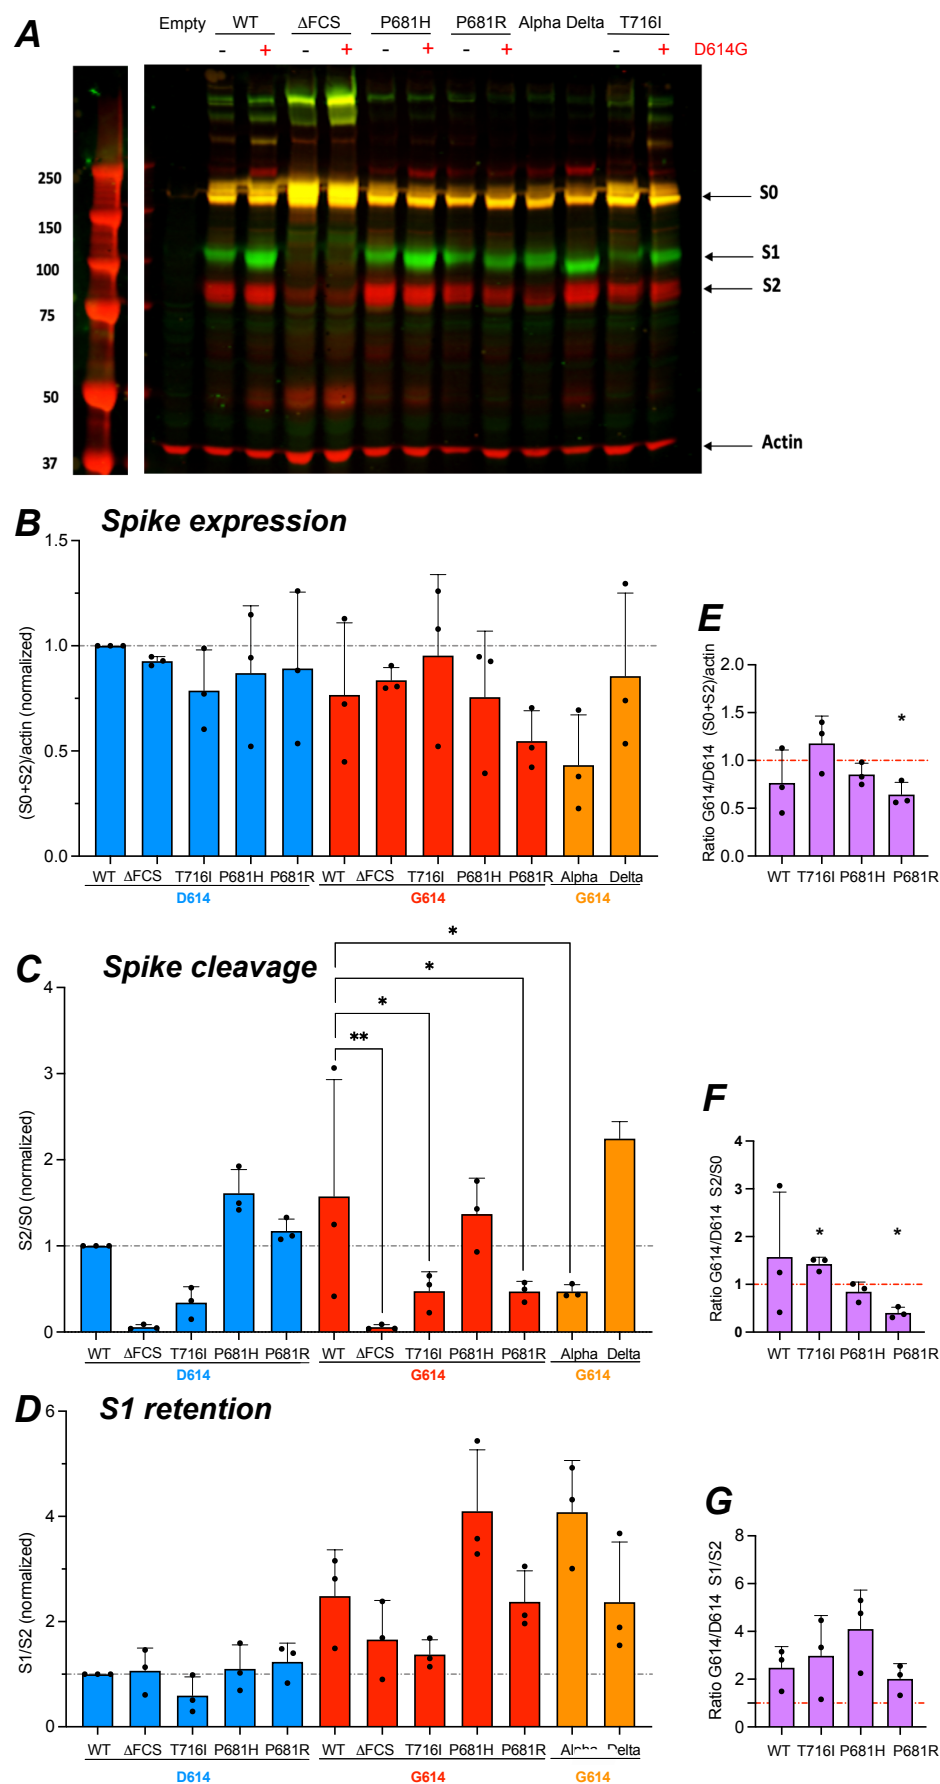 A
Empty WT ΔFCS P681H P681R Alpha Delta T716I
- + - + - + - + - + D614G
250
150
100
75
50
37
S0
S1
S2
Actin
B Spike expression
(S0+S2)/actin (normalized)
1.5
1.0
0.5
0.0
WT ΔFCS T716I P681H P681R WT ΔFCS T716I P681H P681R Alpha Delta
D614 G614 G614
E
Ratio G614/D614 (S0+S2)/actin
2.0
1.5
1.0
0.5
0.0
*
WT T716I P681H P681R
C Spike cleavage
S2/S0 (normalized)
4
3
2
1
0
*
*
*
**
WT ΔFCS T716I P681H P681R WT ΔFCS T716I P681H P681R Alpha Delta
D614 G614 G614
F
Ratio G614/D614 S2/S0
4
3
2
1
0
* *
WT T716I P681H P681R
D S1 retention
S1/S2 (normalized)
6
4
2
0
WT ΔFCS T716I P681H P681R WT ΔFCS T716I P681H P681R Alpha Delta
D614 G614 G614
G
Ratio G614/D614 S1/S2
8
6
4
2
0
WT T716I P681H P681R